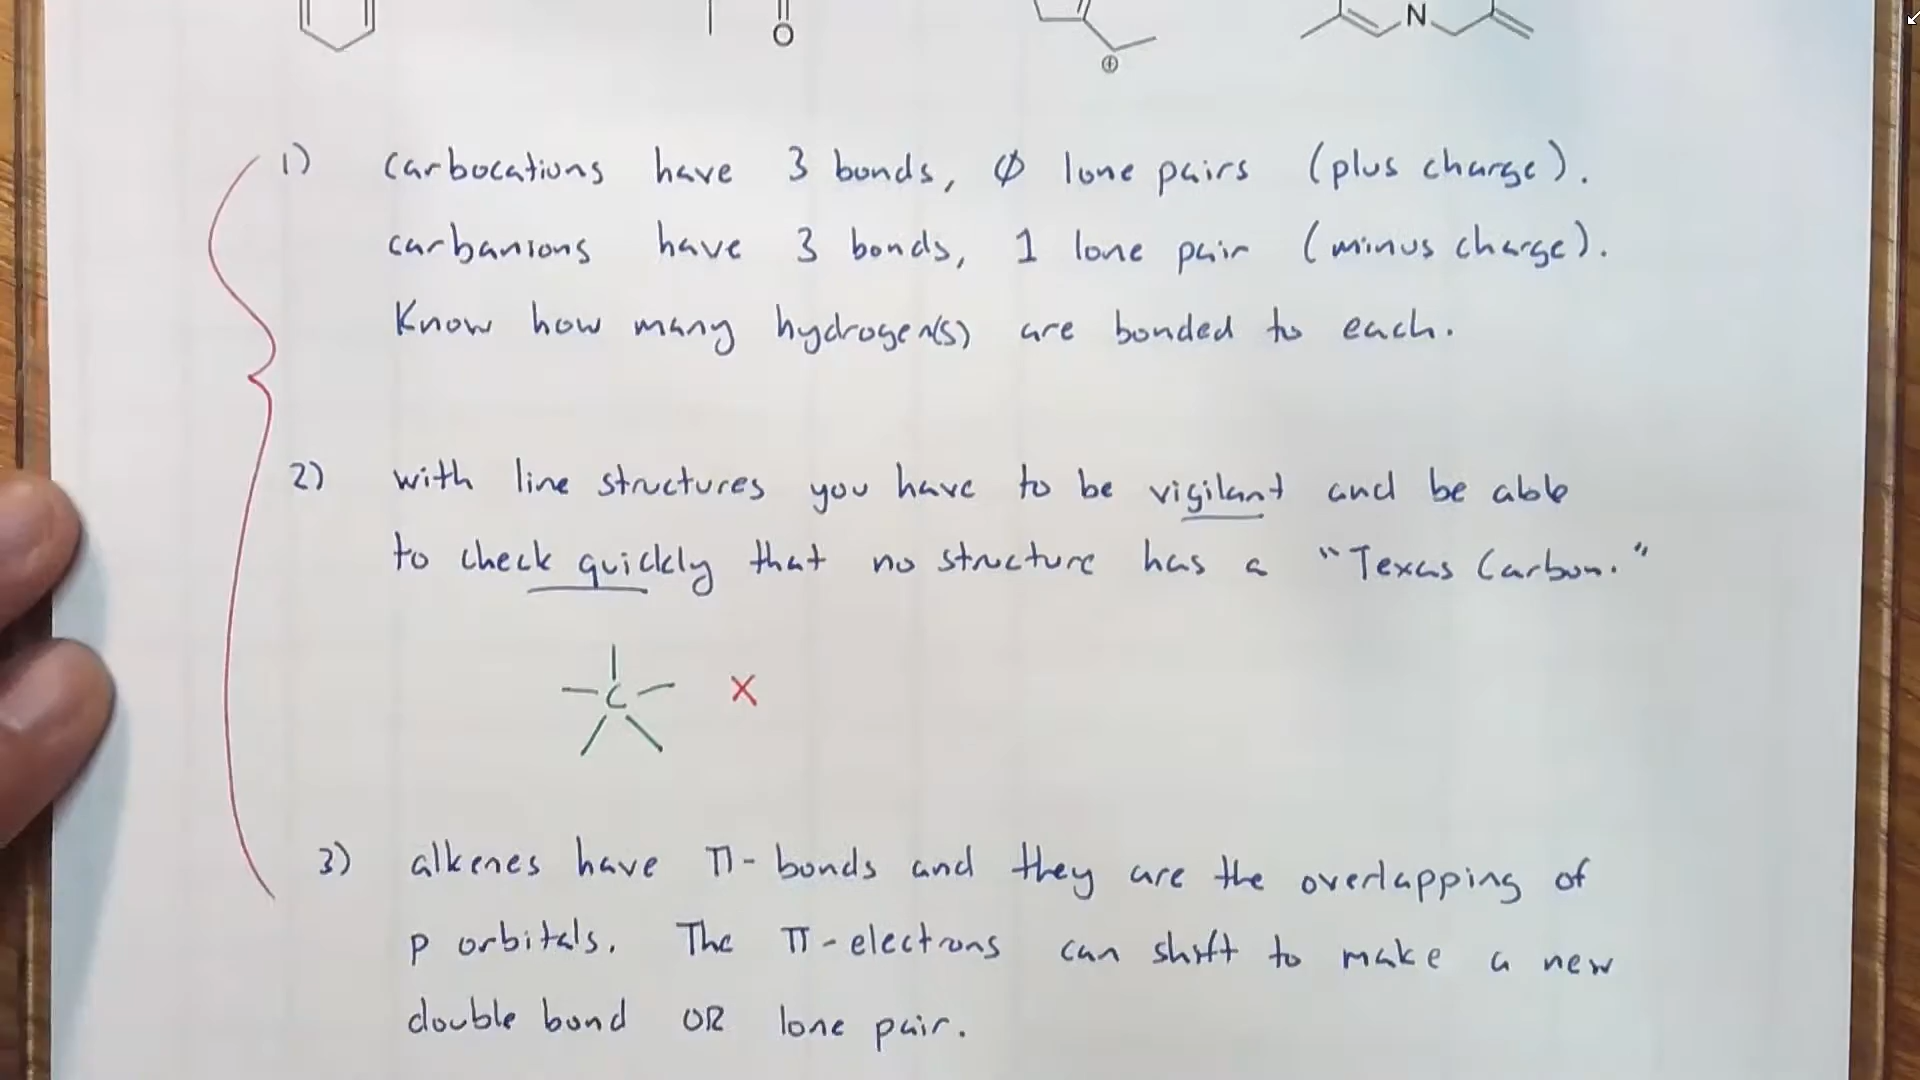 O
⊕
N
1) carbocations have 3 bonds, Ø lone pairs (plus charge).
carbanions have 3 bonds, 1 lone pair (minus charge).
Know how many hydrogen(s) are bonded to each.
2) with line structures you have to be vigilant and be able
to check quickly that no structure has a "Texas Carbon."
C X
3) alkenes have π-bonds and they are the overlapping of
p orbitals. The π-electrons can shift to make a new
double bond OR lone pair.